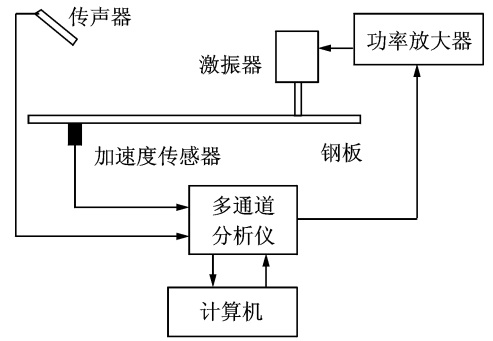 传声器
激振器
功率放大器
加速度传感器
钢板
多通道
分析仪
计算机